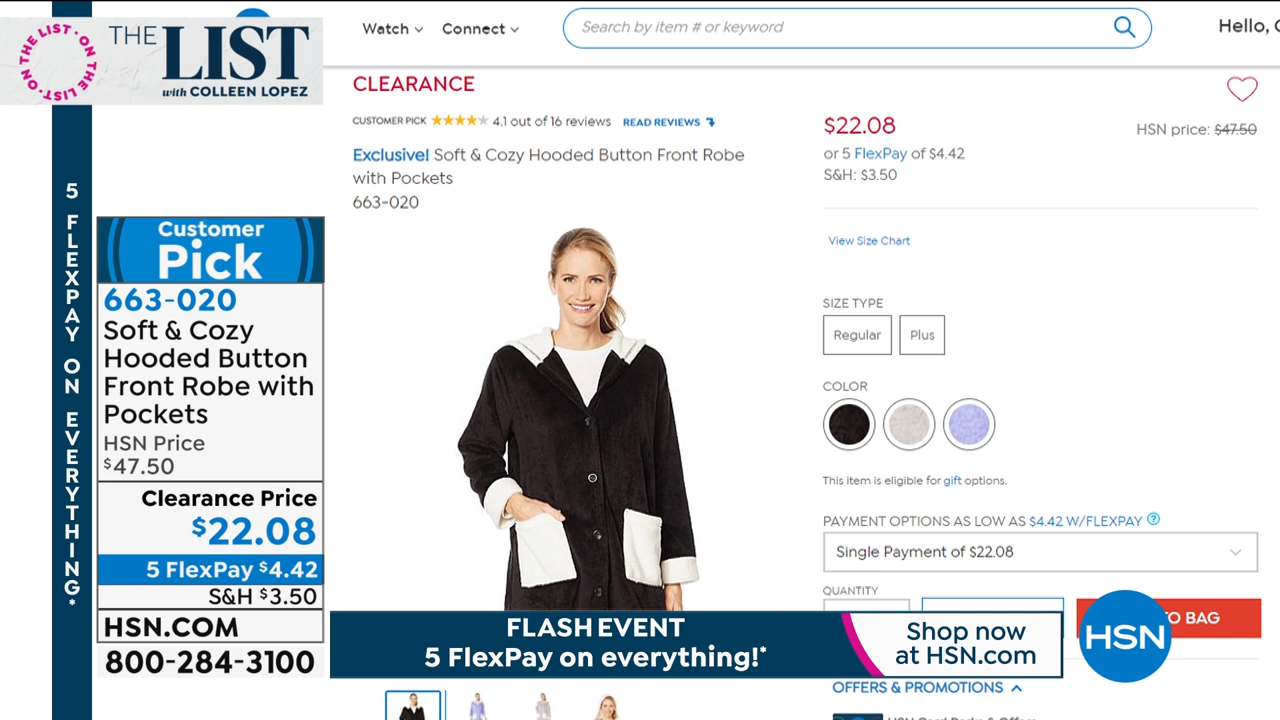 ON THE LIST • ON THE LIST •
THE
LIST
with COLLEEN LOPEZ
5 FLEXPAY ON EVERYTHING!*
Customer
Pick
663-020
Soft & Cozy
Hooded Button
Front Robe with
Pockets
HSN Price
$47.50
Clearance Price
$22.08
5 FlexPay $4.42
S&H $3.50
HSN.COM
800-284-3100
Watch
Connect
Search by item # or keyword
Hello,
CLEARANCE
CUSTOMER PICK 4.1 out of 16 reviews READ REVIEWS
Exclusive! Soft & Cozy Hooded Button Front Robe
with Pockets
663-020
$22.08
HSN price: $47.50
or 5 FlexPay of $4.42
S&H: $3.50
View Size Chart
SIZE TYPE
Regular
Plus
COLOR
This item is eligible for gift options.
PAYMENT OPTIONS AS LOW AS $4.42 W/FLEXPAY ?
Single Payment of $22.08
QUANTITY
TO BAG
FLASH EVENT
5 FlexPay on everything!*
Shop now
at HSN.com
HSN
OFFERS & PROMOTIONS